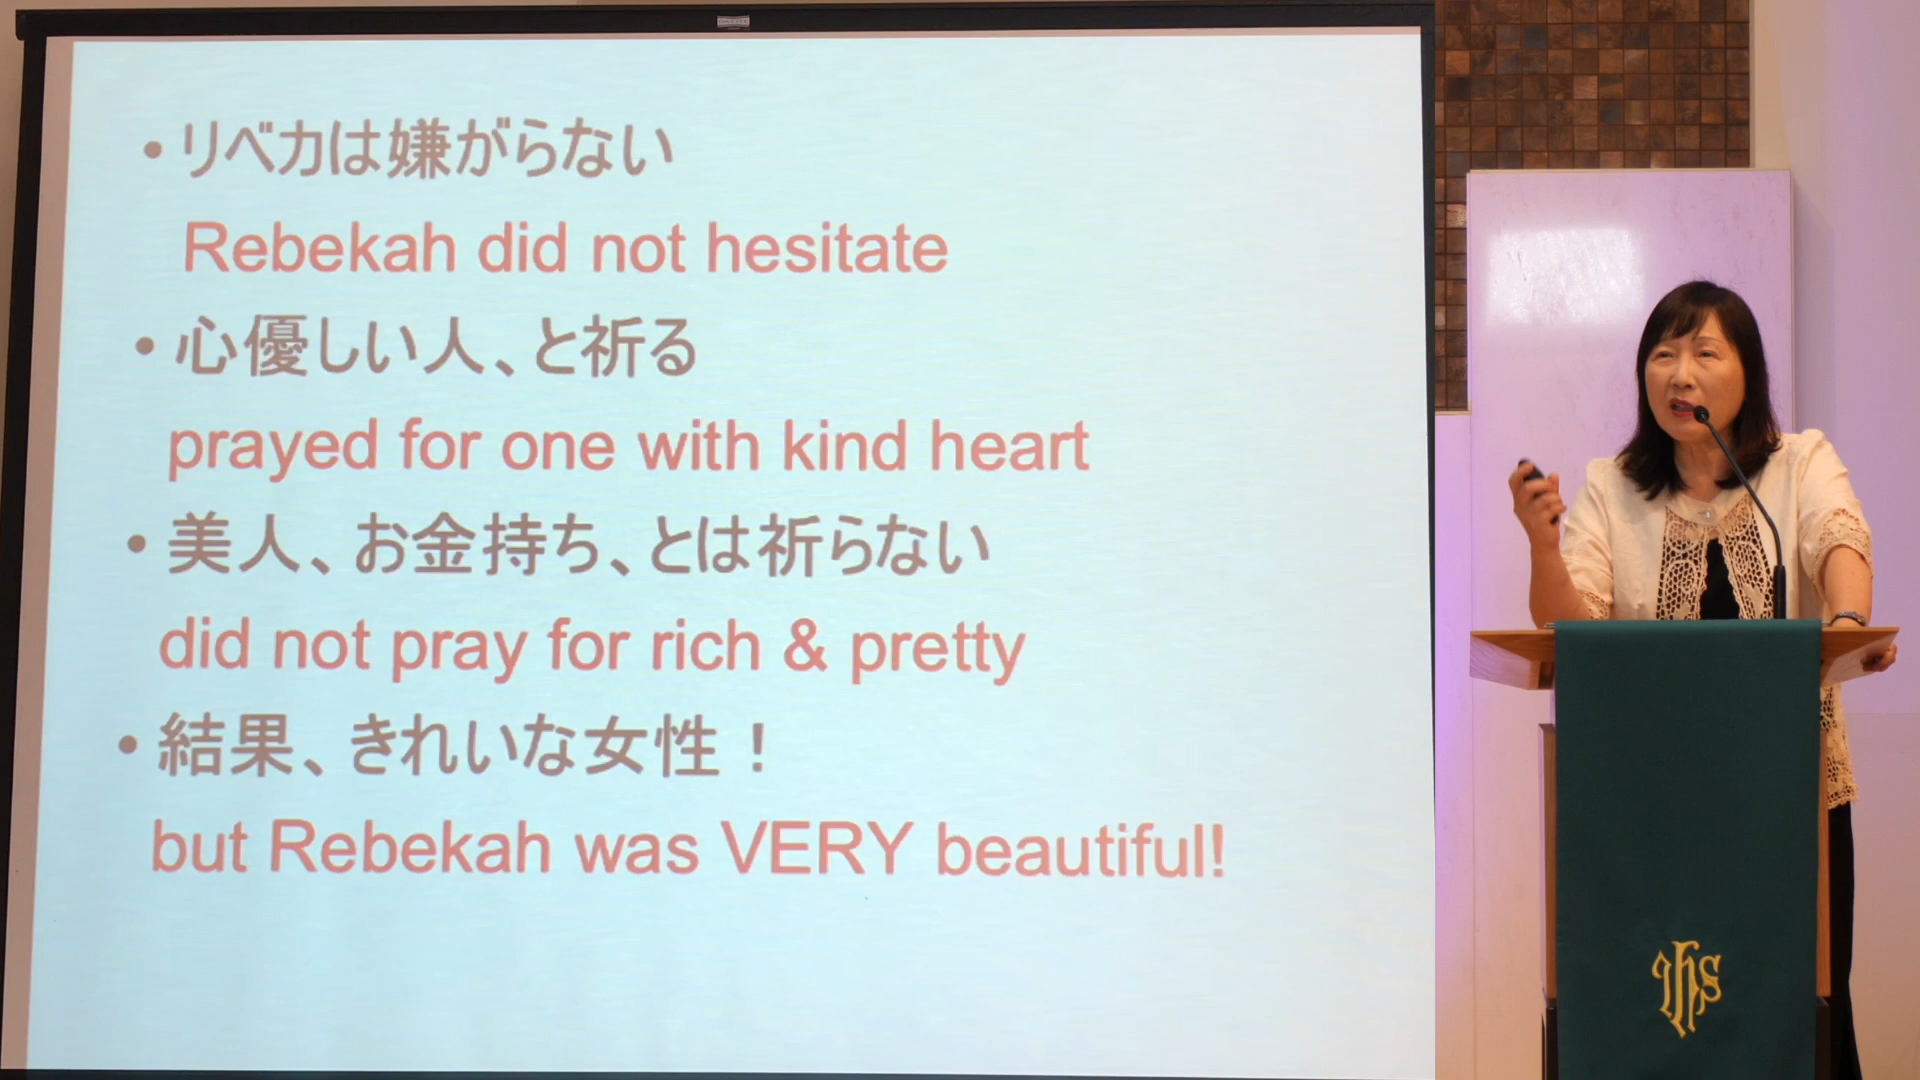 • リベカは嫌がらない
Rebekah did not hesitate
• 心優しい人、と祈る
prayed for one with kind heart
• 美人、お金持ち、とは祈らない
did not pray for rich & pretty
• 結果、きれいな女性！
but Rebekah was VERY beautiful!
IHS